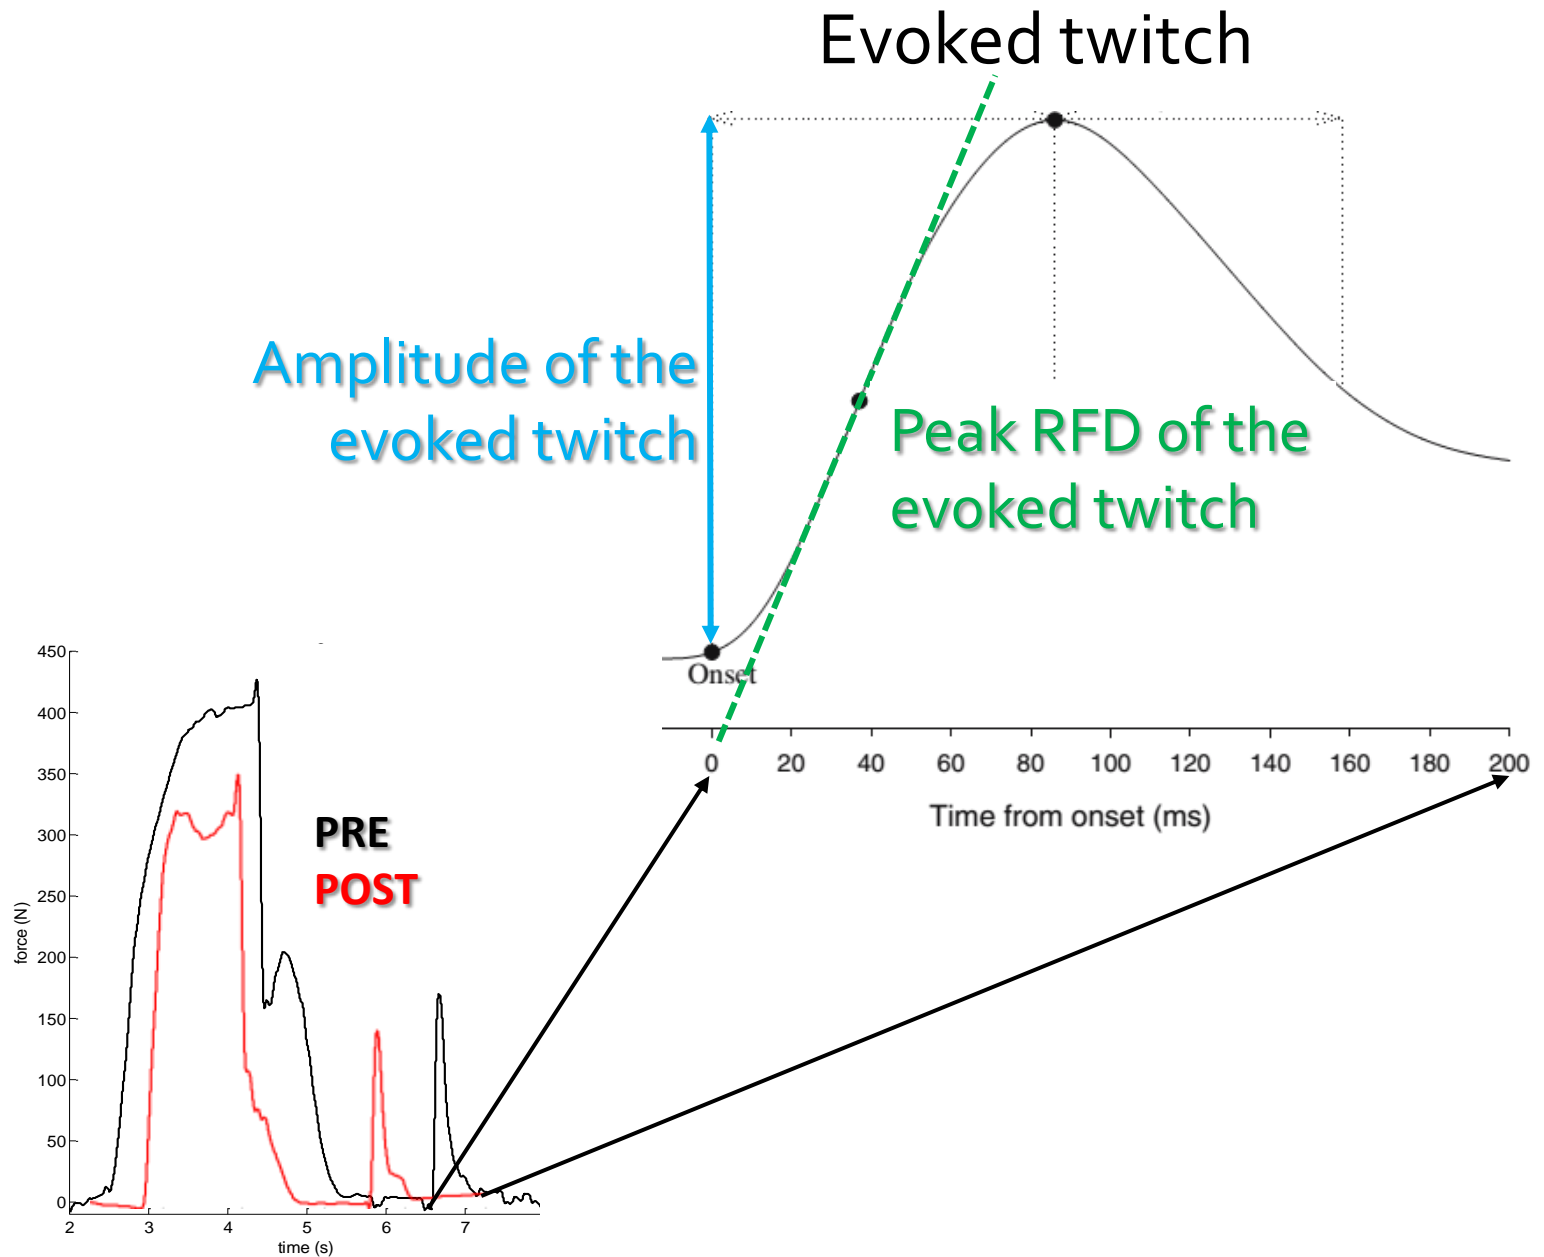 Evoked twitch
Amplitude of the
evoked twitch
Peak RFD of the
evoked twitch
Onset
0 20 40 60 80 100 120 140 160 180 200
Time from onset (ms)
450
400
350
300
250
200
150
100
50
0
force (N)
PRE
POST
2 3 4 5 6 7
time (s)